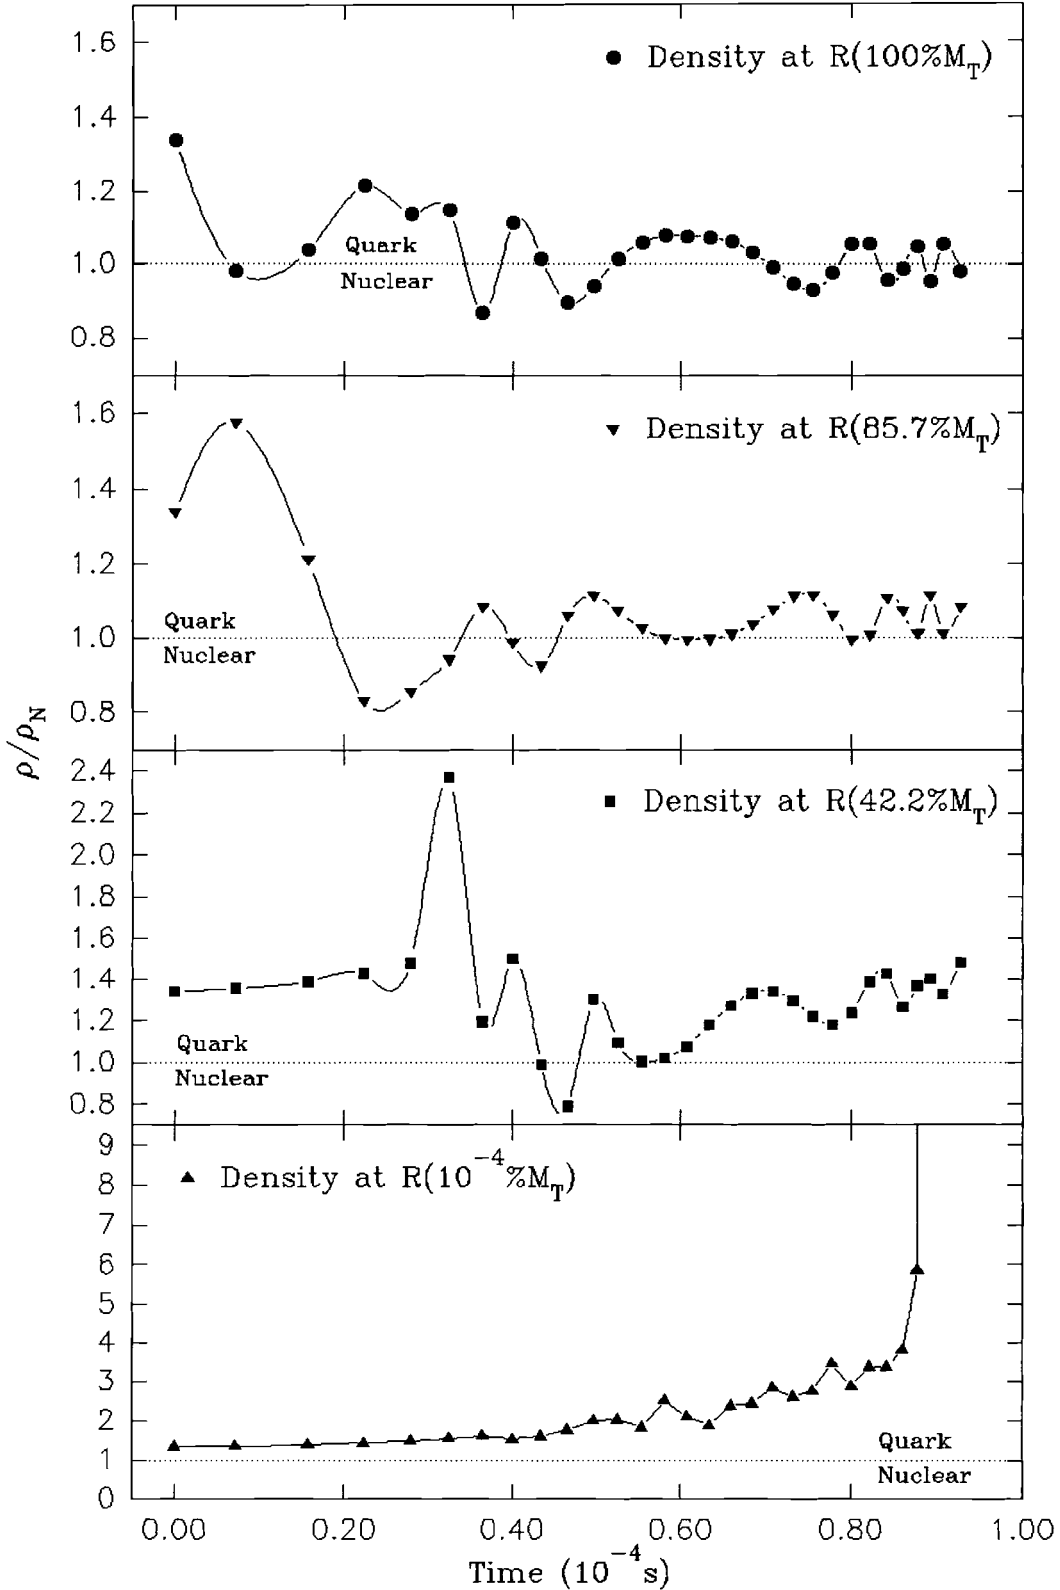 1.6
● Density at R(100%M_T)
1.4
1.2
Quark
1.0
Nuclear
0.8
1.6
▼ Density at R(85.7%M_T)
1.4
1.2
Quark
1.0
Nuclear
0.8
ρ/ρ_N
2.4
■ Density at R(42.2%M_T)
2.2
2.0
1.8
1.6
1.4
1.2
Quark
1.0
Nuclear
0.8
9
▲ Density at R(10^-4%M_T)
8
7
6
5
4
3
2
Quark
1
Nuclear
0
0.00 0.20 0.40 0.60 0.80 1.00
Time (10^-4s)